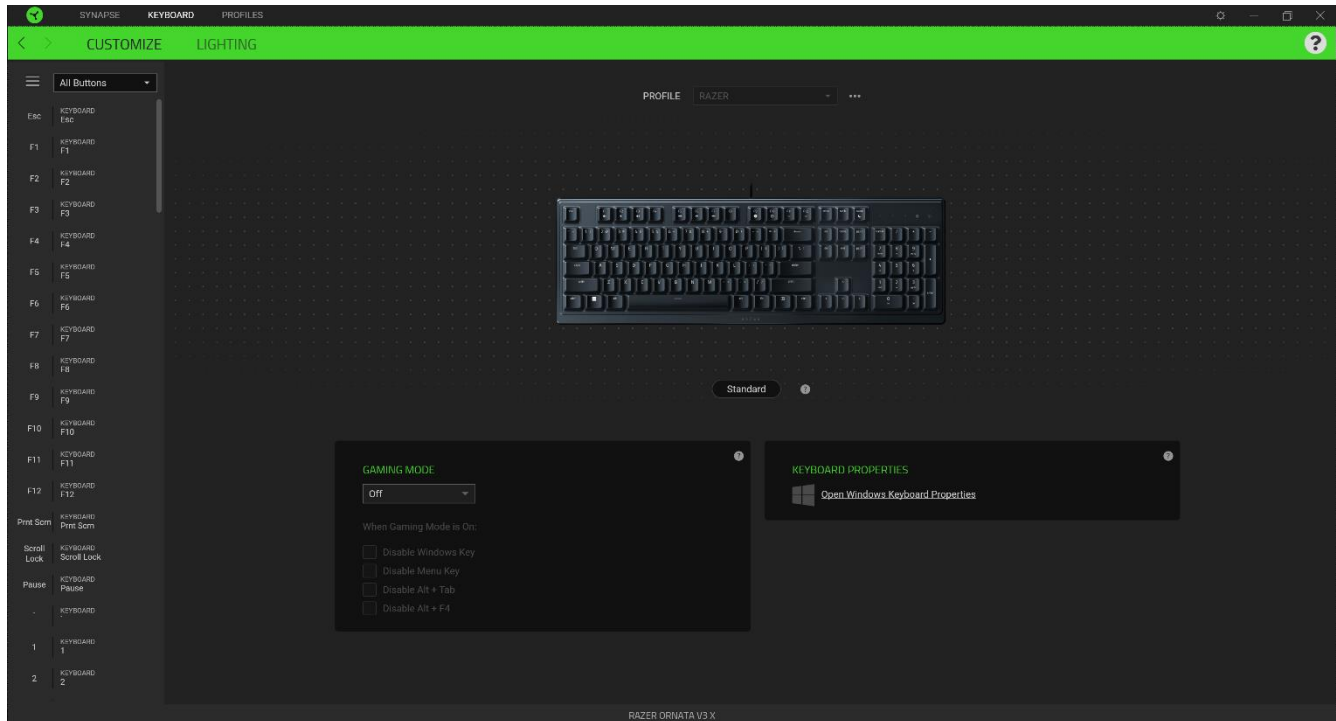 SYNAPSE KEYBOARD PROFILES
CUSTOMIZE LIGHTING
?
All Buttons
PROFILE RAZER
Esc KEYBOARD
Esc
F1 KEYBOARD
F1
F2 KEYBOARD
F2
F3 KEYBOARD
F3
F4 KEYBOARD
F4
F5 KEYBOARD
F5
F6 KEYBOARD
F6
F7 KEYBOARD
F7
F8 KEYBOARD
F8
F9 KEYBOARD
F9
F10 KEYBOARD
F10
F11 KEYBOARD
F11
F12 KEYBOARD
F12
Prnt Scrn KEYBOARD
Prnt Scrn
Scroll Lock KEYBOARD
Scroll Lock
Pause KEYBOARD
Pause
` KEYBOARD
`
1 KEYBOARD
1
2 KEYBOARD
2
Standard ?
GAMING MODE ?
Off
When Gaming Mode is On:
Disable Windows Key
Disable Menu Key
Disable Alt + Tab
Disable Alt + F4
KEYBOARD PROPERTIES ?
Open Windows Keyboard Properties
RAZER ORNATA V3 X